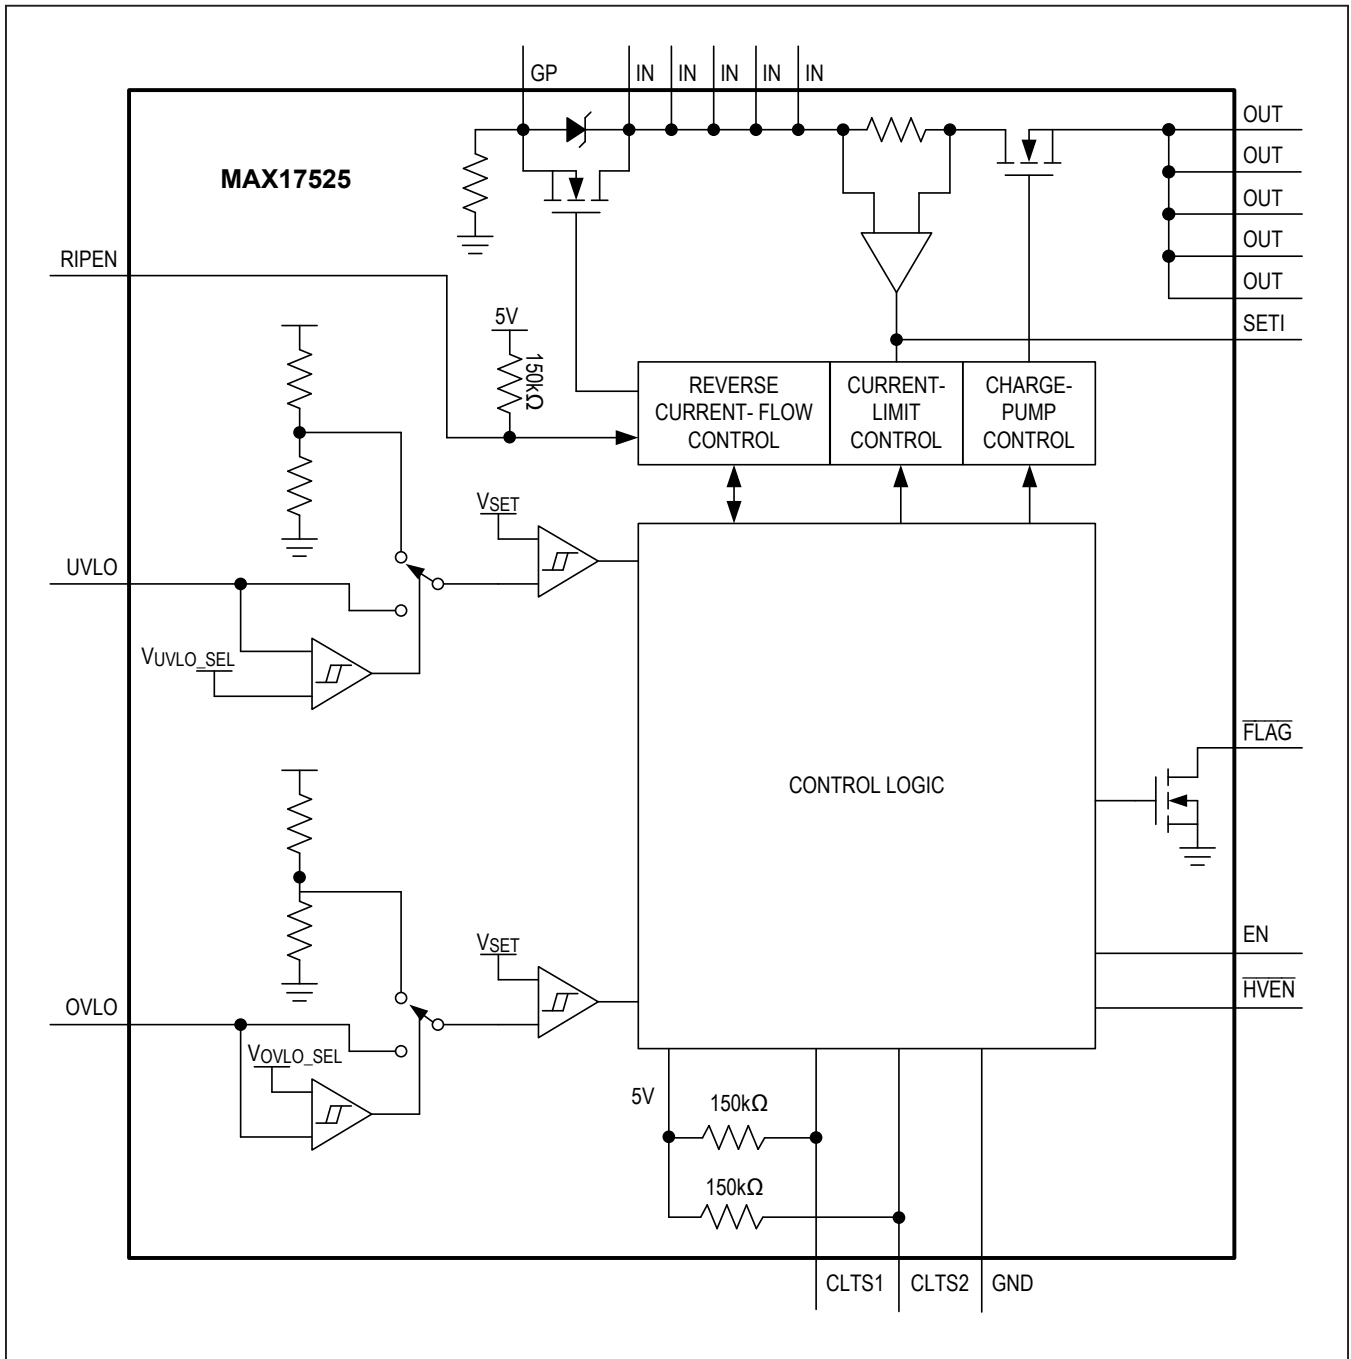 GP
IN
IN
IN
IN
IN
OUT
OUT
OUT
OUT
OUT
SETI
MAX17525
RIPEN
5V
150kΩ
REVERSE
CURRENT- FLOW
CONTROL
CURRENT-
LIMIT
CONTROL
CHARGE-
PUMP
CONTROL
VSET
UVLO
VUVLO_SEL
CONTROL LOGIC
FLAG
VSET
EN
HVEN
OVLO
VOVLO_SEL
5V
150kΩ
150kΩ
CLTS1
CLTS2
GND